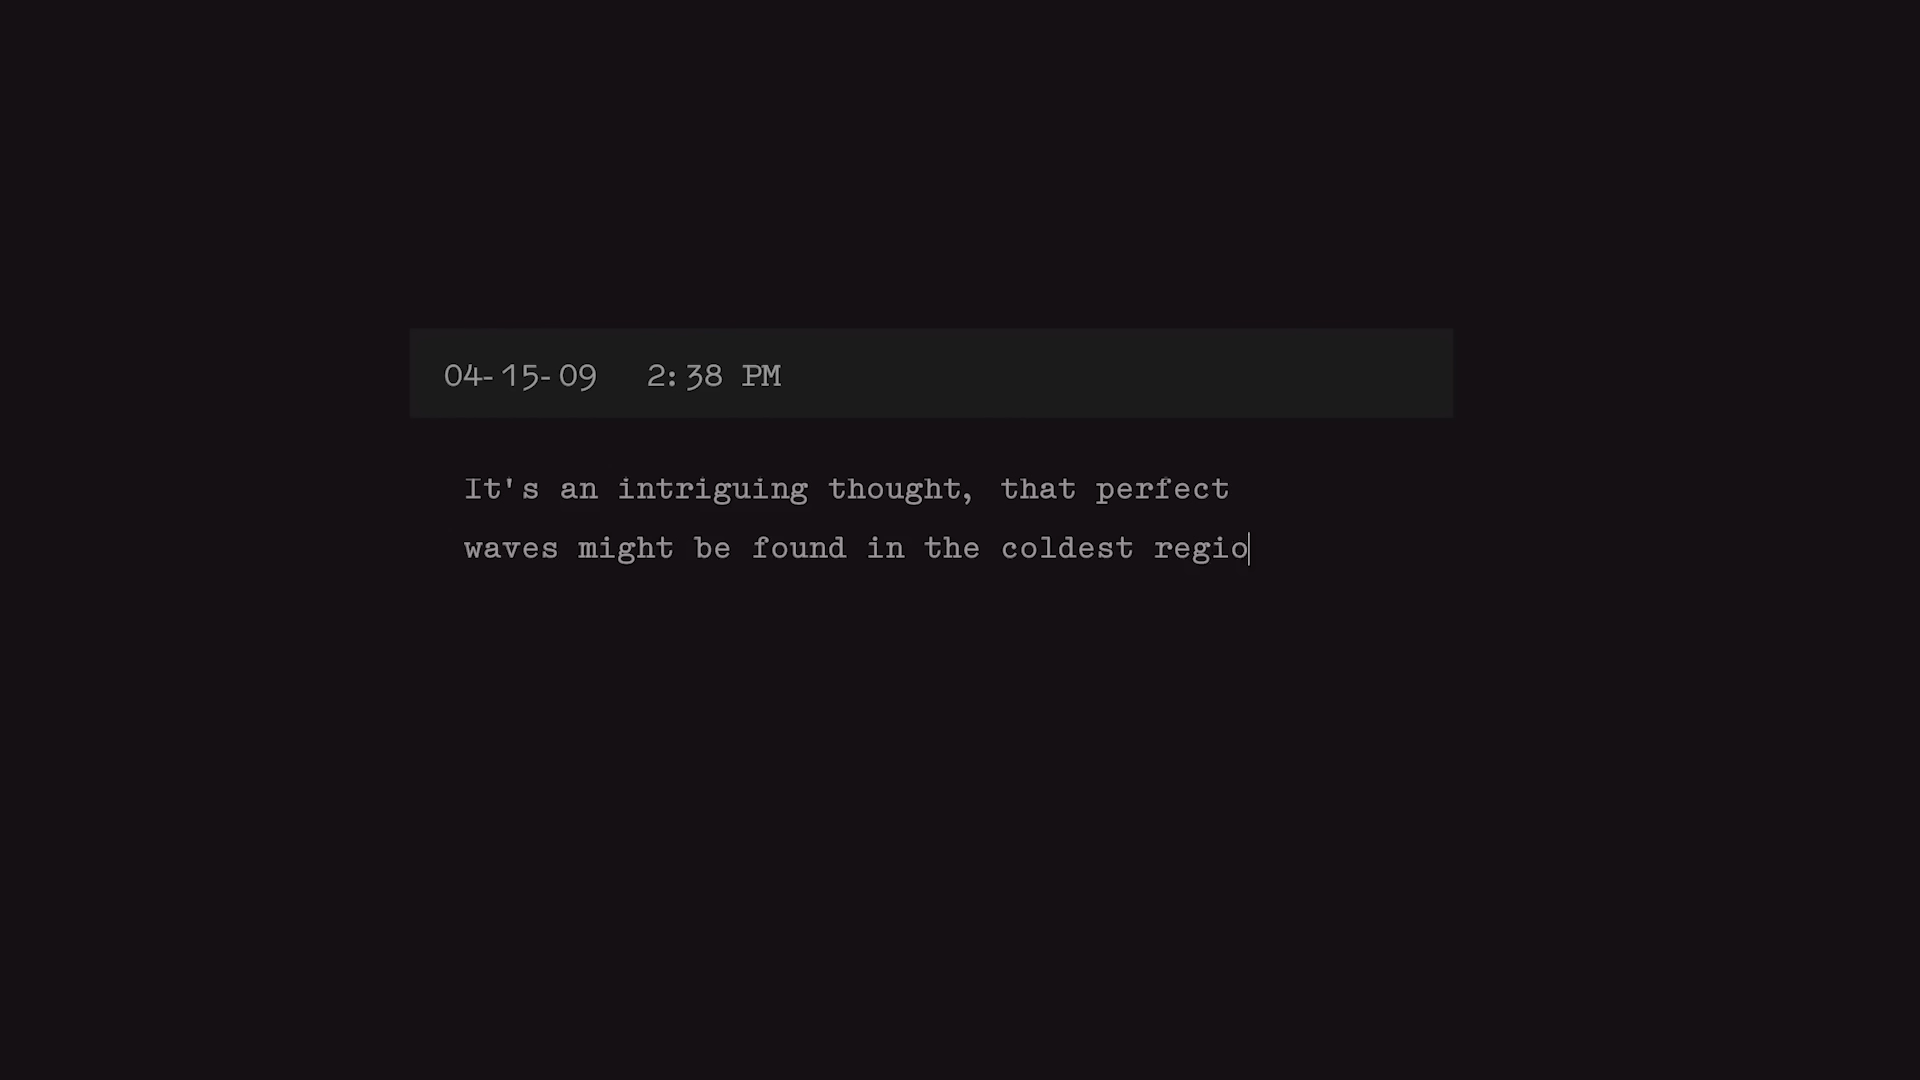 04-15-09 2:38 PM
It's an intriguing thought, that perfect
waves might be found in the coldest regio